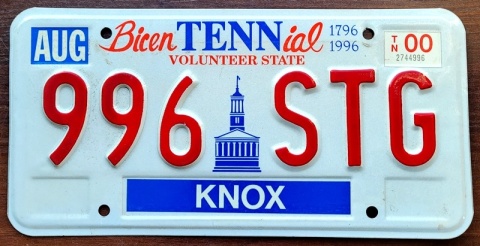 AUG BicenTENNial 1796 TN 00
1996 2744996
VOLUNTEER STATE
996 STG
KNOX